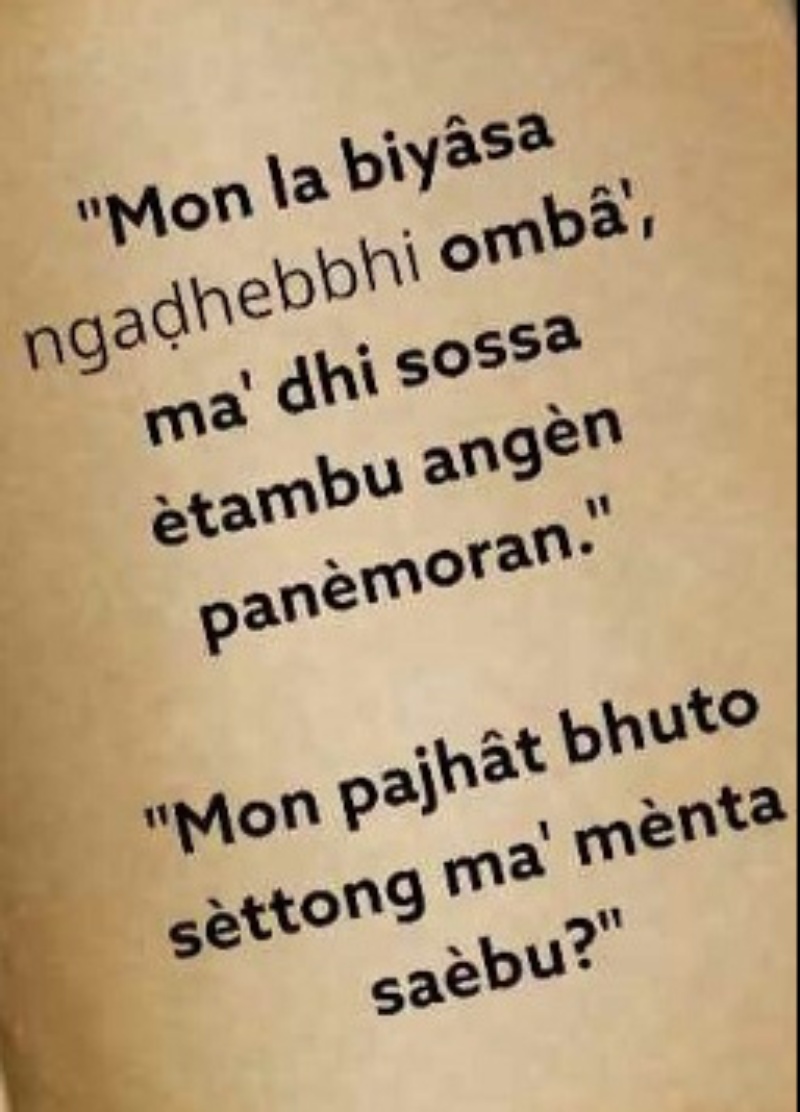 "Mon la biyâsa
ngaḍhebbhi ombâ',
ma' dhi sossa
ètambu angèn
panèmoran."
"Mon pajhât bhuto
sèttong ma' mènta
saèbu?"